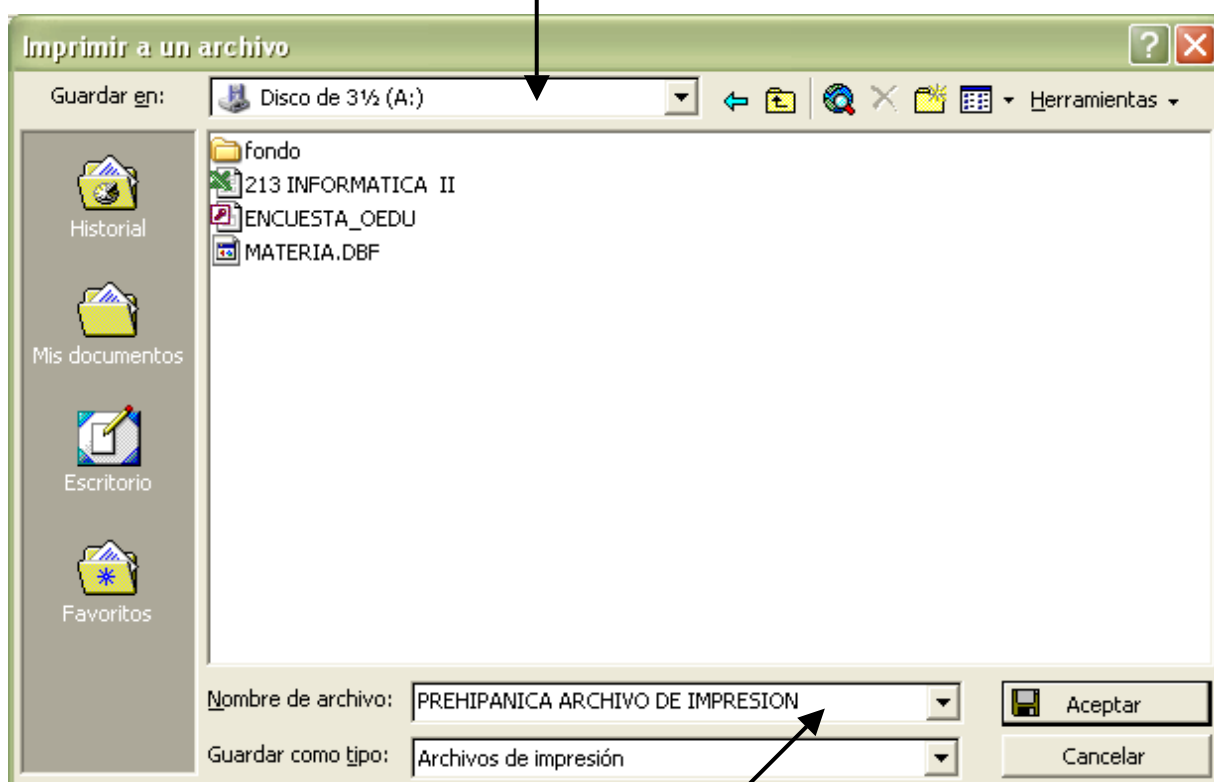 Imprimir a un archivo
Guardar en: Disco de 3½ (A:) Herramientas
fondo
213 INFORMATICA II
ENCUESTA_OEDU
MATERIA.DBF
Historial
Mis documentos
Escritorio
Favoritos
Nombre de archivo: PREHIPANICA ARCHIVO DE IMPRESION Aceptar
Guardar como tipo: Archivos de impresión Cancelar